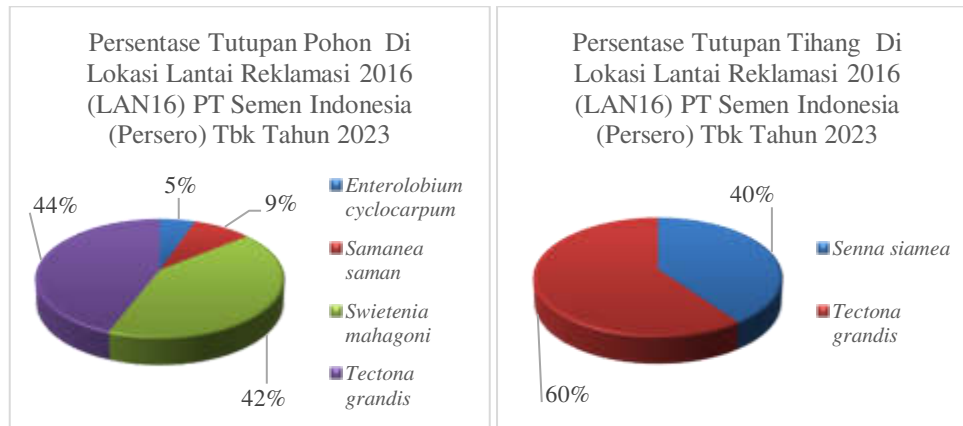 Persentase Tutupan Pohon Di
Lokasi Lantai Reklamasi 2016
(LAN16) PT Semen Indonesia
(Persero) Tbk Tahun 2023
5%
9%
44%
42%
Enterolobium
cyclocarpum
Samanea
saman
Swietenia
mahagoni
Tectona
grandis
Persentase Tutupan Tihang Di
Lokasi Lantai Reklamasi 2016
(LAN16) PT Semen Indonesia
(Persero) Tbk Tahun 2023
40%
60%
Senna siamea
Tectona
grandis